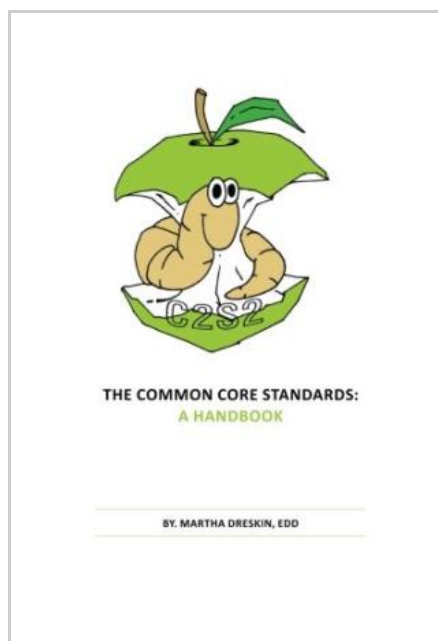 C2S2
THE COMMON CORE STANDARDS:
A HANDBOOK
BY. MARTHA DRESKIN, EDD